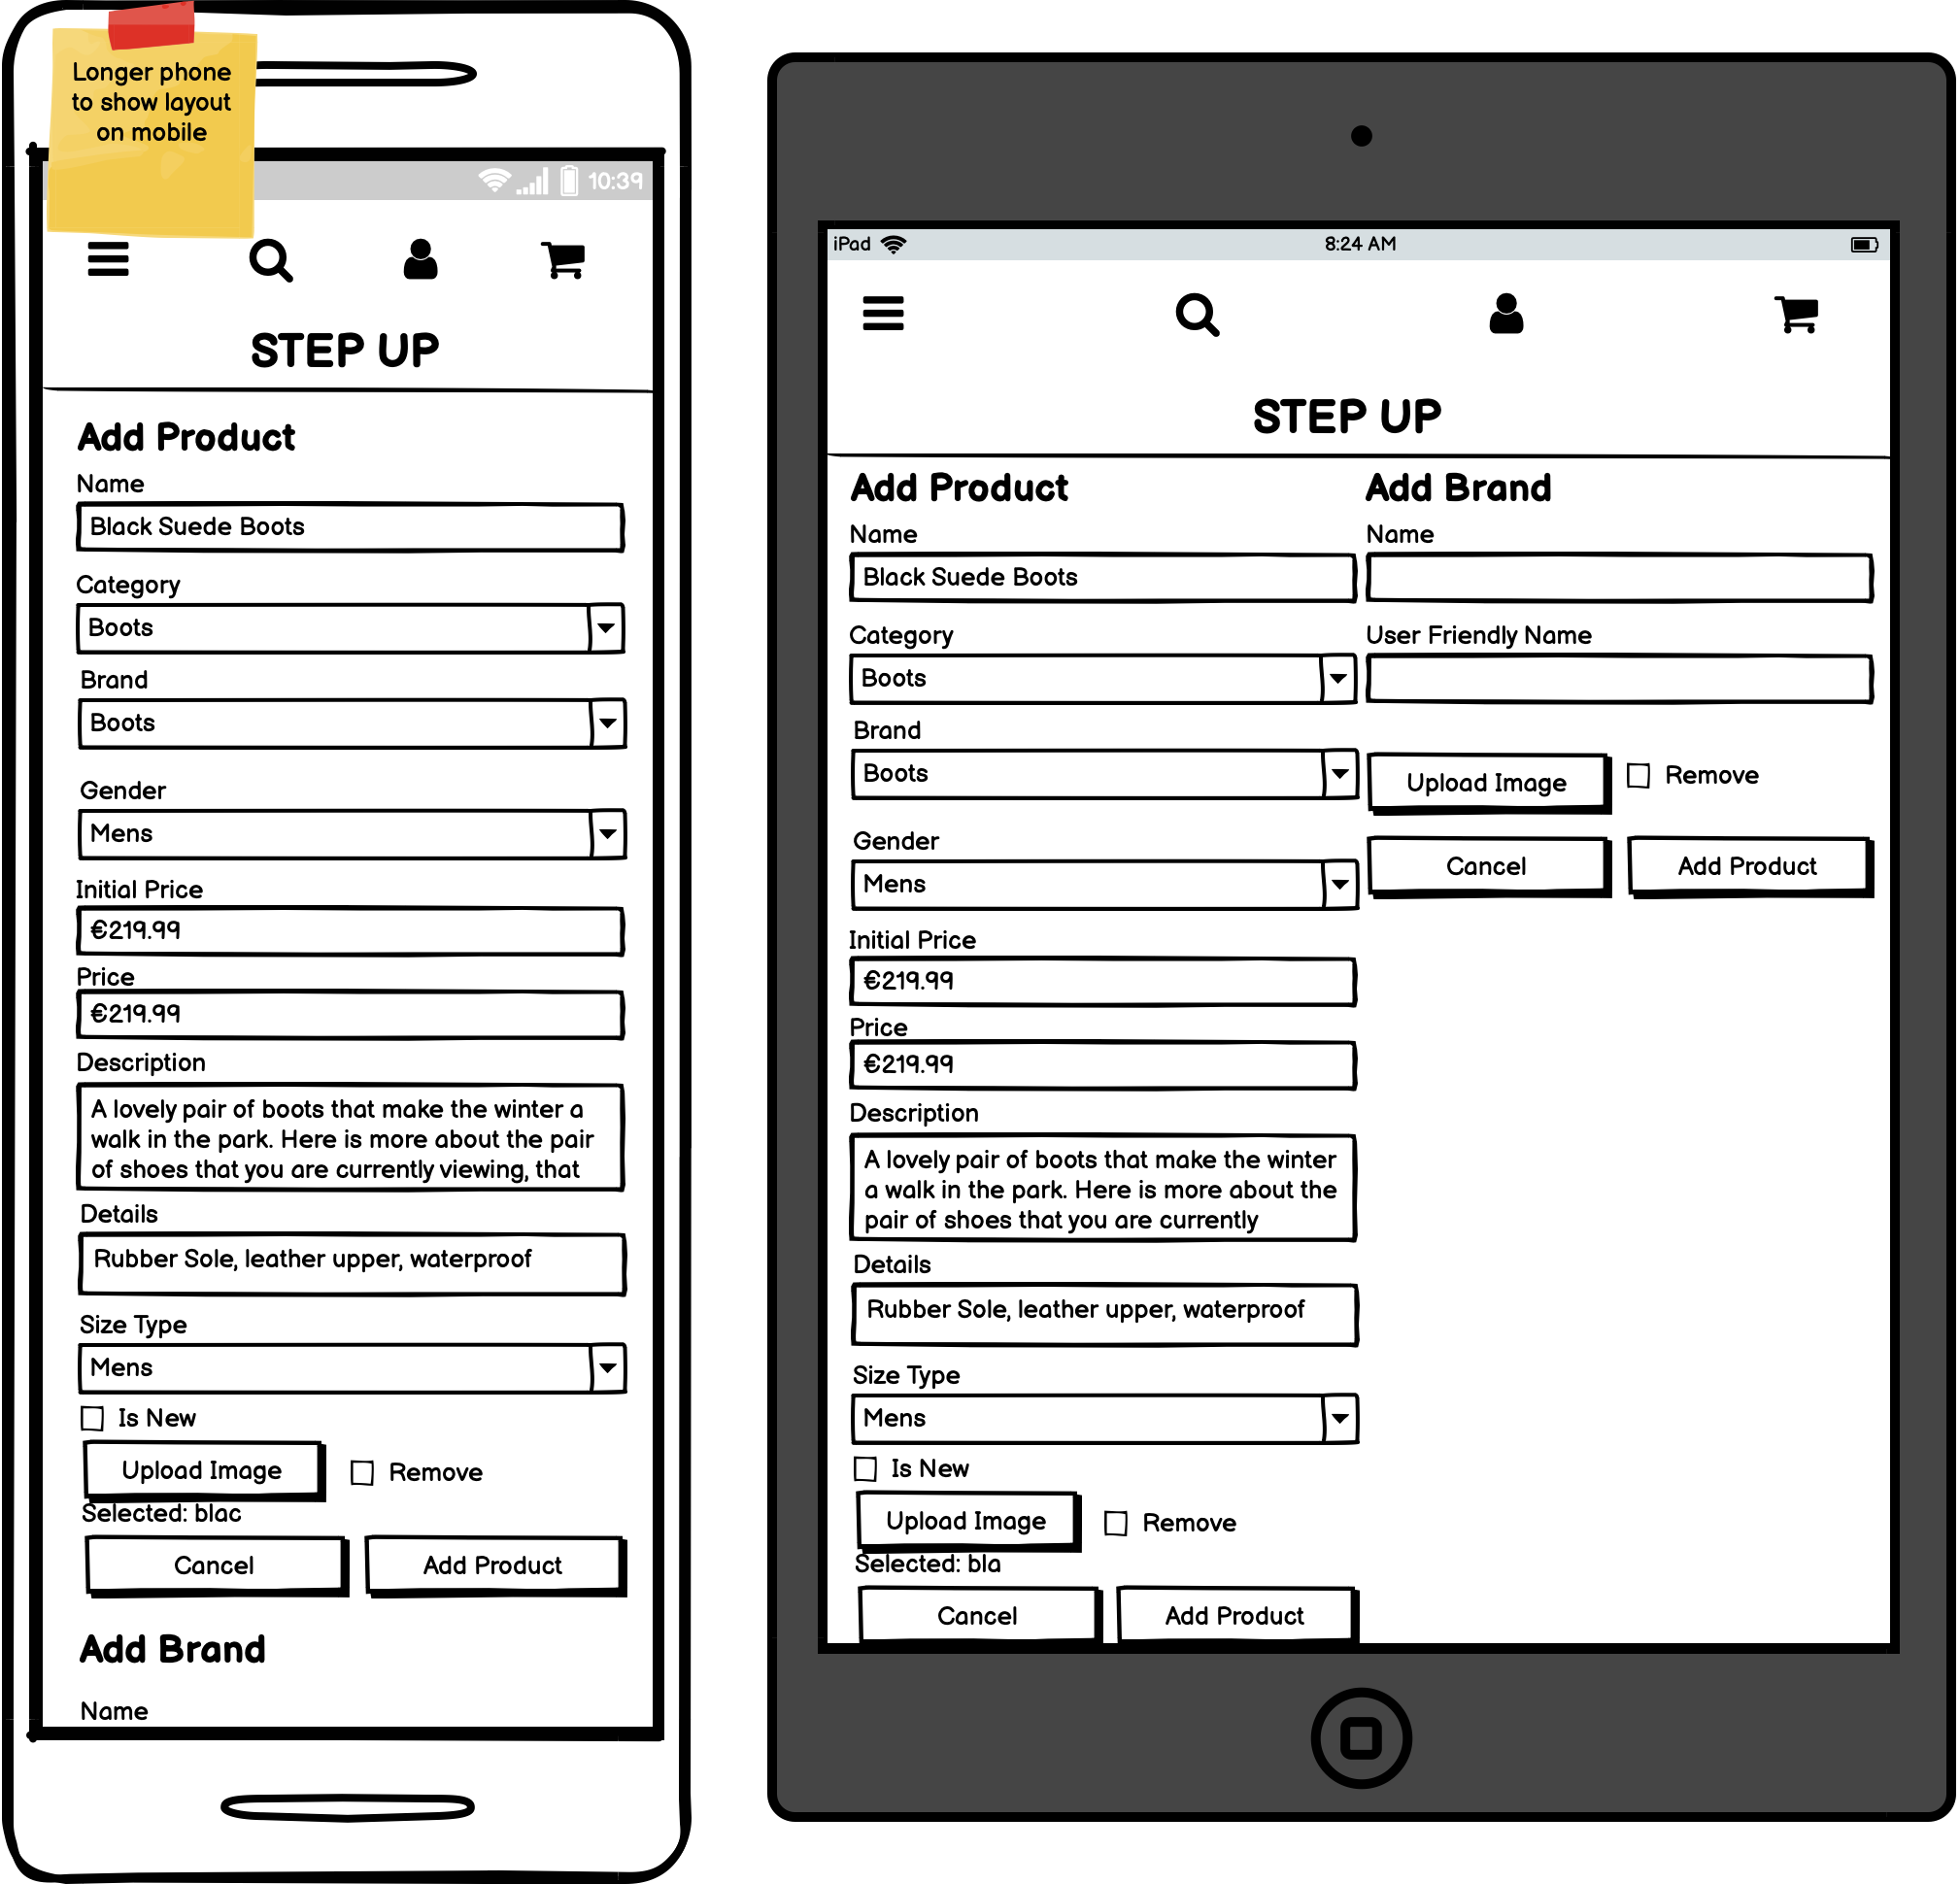 Longer phone
to show layout
on mobile
10:39
STEP UP
Add Product
Name
Black Suede Boots
Category
Boots
Brand
Boots
Gender
Mens
Initial Price
€219.99
Price
€219.99
Description
A lovely pair of boots that make the winter a
walk in the park. Here is more about the pair
of shoes that you are currently viewing, that
Details
Rubber Sole, leather upper, waterproof
Size Type
Mens
Is New
Upload Image Remove
Selected: blac
Cancel Add Product
Add Brand
Name
iPad 8:24 AM
STEP UP
Add Product
Name
Black Suede Boots
Category
Boots
Brand
Boots
Gender
Mens
Initial Price
€219.99
Price
€219.99
Description
A lovely pair of boots that make the winter
a walk in the park. Here is more about the
pair of shoes that you are currently
Details
Rubber Sole, leather upper, waterproof
Size Type
Mens
Is New
Upload Image Remove
Selected: bla
Cancel Add Product
Add Brand
Name
User Friendly Name
Upload Image Remove
Cancel Add Product